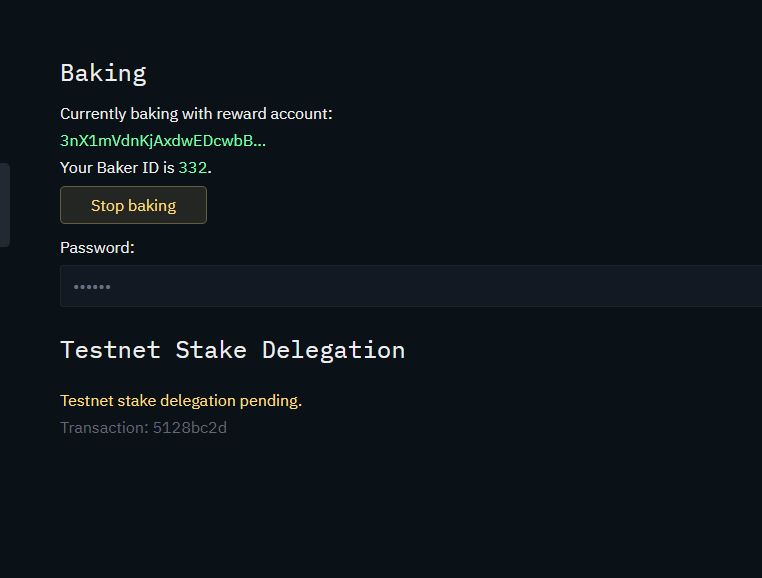 Baking
Currently baking with reward account:
3nX1mVdnKjAxdwEDcwbB...
Your Baker ID is 332.
Stop baking
Password:
••••••
Testnet Stake Delegation
Testnet stake delegation pending.
Transaction: 5128bc2d